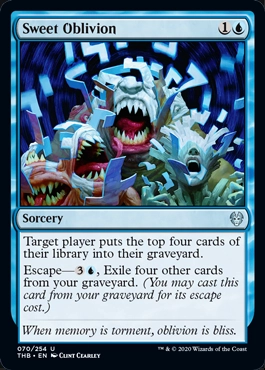 Sweet Oblivion 1
Sorcery
Target player puts the top four cards of
their library into their graveyard.
Escape—3, Exile four other cards
from your graveyard. (You may cast this
card from your graveyard for its escape
cost.)
When memory is torment, oblivion is bliss.
070/254 U
THB • EN CLINT CEARLEY
™ & © 2020 Wizards of the Coast